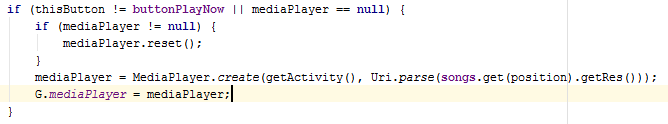 if (thisButton != buttonPlayNow || mediaPlayer == null) {
if (mediaPlayer != null) {
mediaPlayer.reset();
}
mediaPlayer = MediaPlayer.create(getActivity(), Uri.parse(songs.get(position).getRes()));
G.mediaPlayer = mediaPlayer;
}